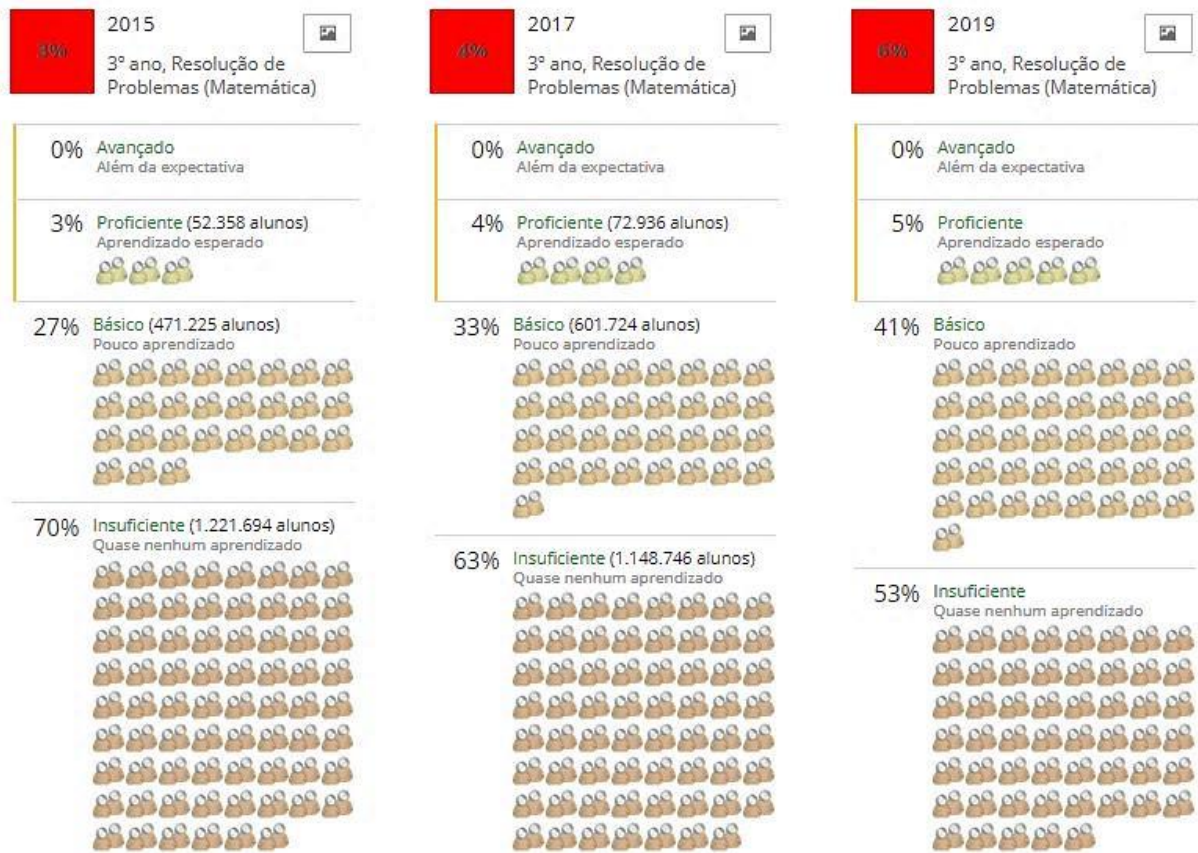 3%
2015
3º ano, Resolução de
Problemas (Matemática)
0% Avançado
Além da expectativa
3% Proficiente (52.358 alunos)
Aprendizado esperado
27% Básico (471.225 alunos)
Pouco aprendizado
70% Insuficiente (1.221.694 alunos)
Quase nenhum aprendizado
4%
2017
3º ano, Resolução de
Problemas (Matemática)
0% Avançado
Além da expectativa
4% Proficiente (72.936 alunos)
Aprendizado esperado
33% Básico (601.724 alunos)
Pouco aprendizado
63% Insuficiente (1.148.746 alunos)
Quase nenhum aprendizado
6%
2019
3º ano, Resolução de
Problemas (Matemática)
0% Avançado
Além da expectativa
5% Proficiente
Aprendizado esperado
41% Básico
Pouco aprendizado
53% Insuficiente
Quase nenhum aprendizado